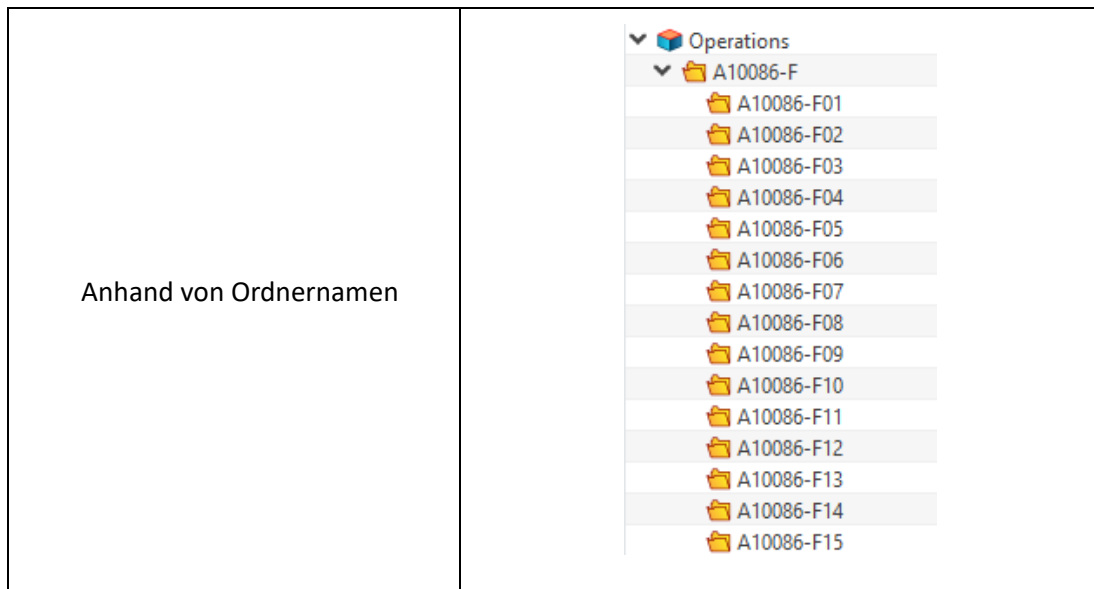 Anhand von Ordnernamen
Operations
A10086-F
A10086-F01
A10086-F02
A10086-F03
A10086-F04
A10086-F05
A10086-F06
A10086-F07
A10086-F08
A10086-F09
A10086-F10
A10086-F11
A10086-F12
A10086-F13
A10086-F14
A10086-F15